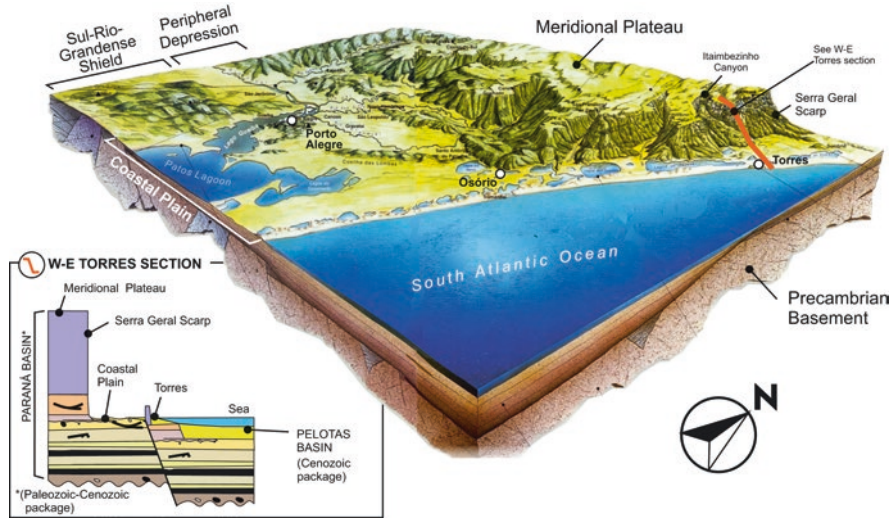 Sul-Rio-
Grandense
Shield
Peripheral
Depression
Meridional Plateau
Itaimbezinho
Canyon
See W-E
Torres section
Serra Geral
Scarp
Porto
Alegre
Patos Lagoon
Coastal Plain
Osório
Torres
South Atlantic Ocean
Precambrian
Basement
N
W-E TORRES SECTION
Meridional Plateau
Serra Geral Scarp
PARANÁ BASIN*
Coastal
Plain
Torres
Sea
PELOTAS
BASIN
(Cenozoic
package)
*(Paleozoic-Cenozoic
package)